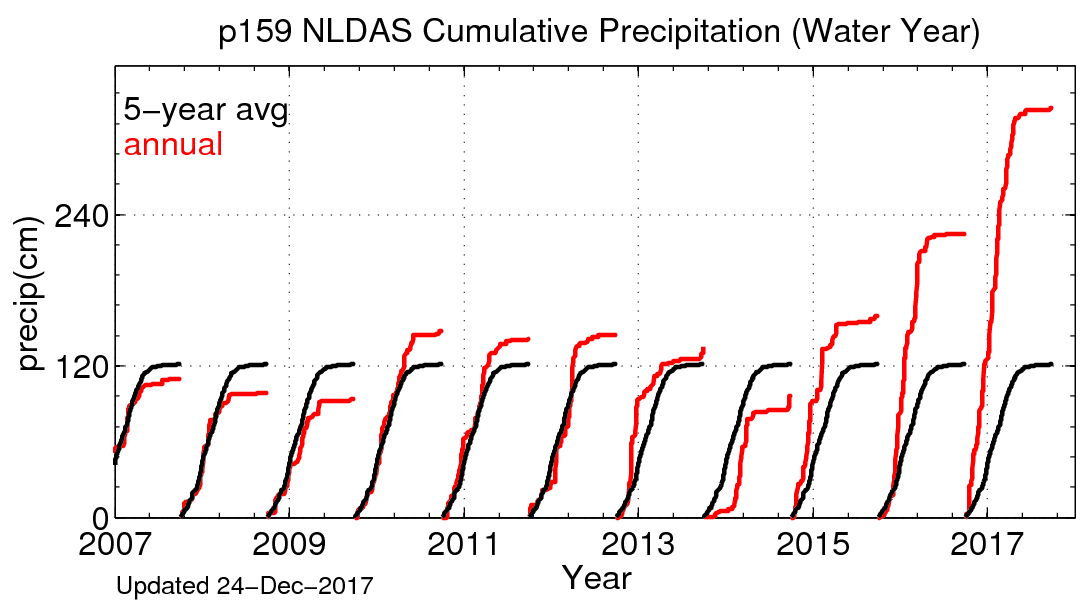 p159 NLDAS Cumulative Precipitation (Water Year)
5−year avg
annual
precip(cm)
240
120
0
2007 2009 2011 2013 2015 2017
Year
Updated 24−Dec−2017